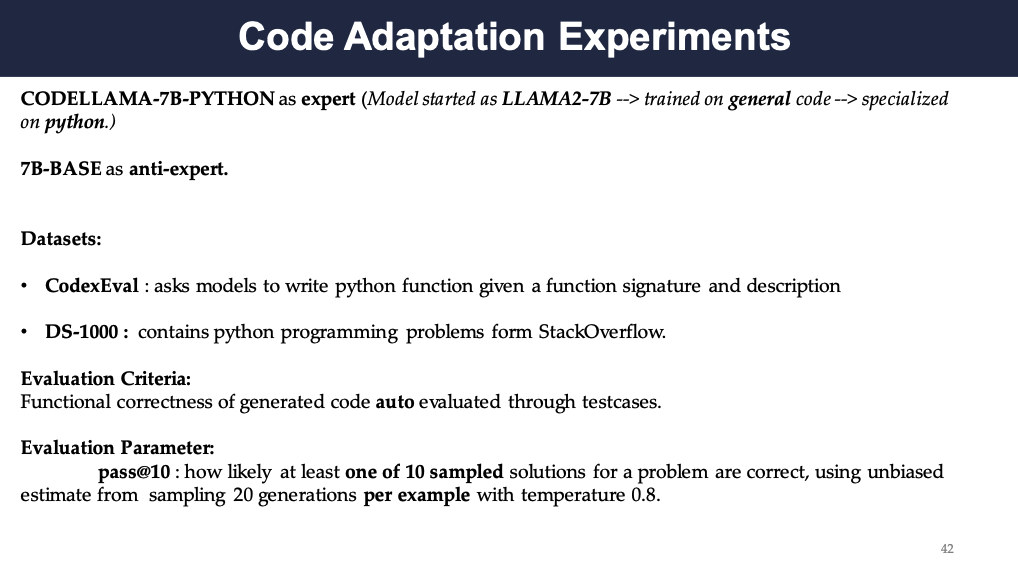 Code Adaptation Experiments
CODELLAMA-7B-PYTHON as expert (Model started as LLAMA2-7B --> trained on general code --> specialized
on python.)
7B-BASE as anti-expert.
Datasets:
• CodexEval : asks models to write python function given a function signature and description
• DS-1000 : contains python programming problems form StackOverflow.
Evaluation Criteria:
Functional correctness of generated code auto evaluated through testcases.
Evaluation Parameter:
pass@10 : how likely at least one of 10 sampled solutions for a problem are correct, using unbiased
estimate from sampling 20 generations per example with temperature 0.8.
42